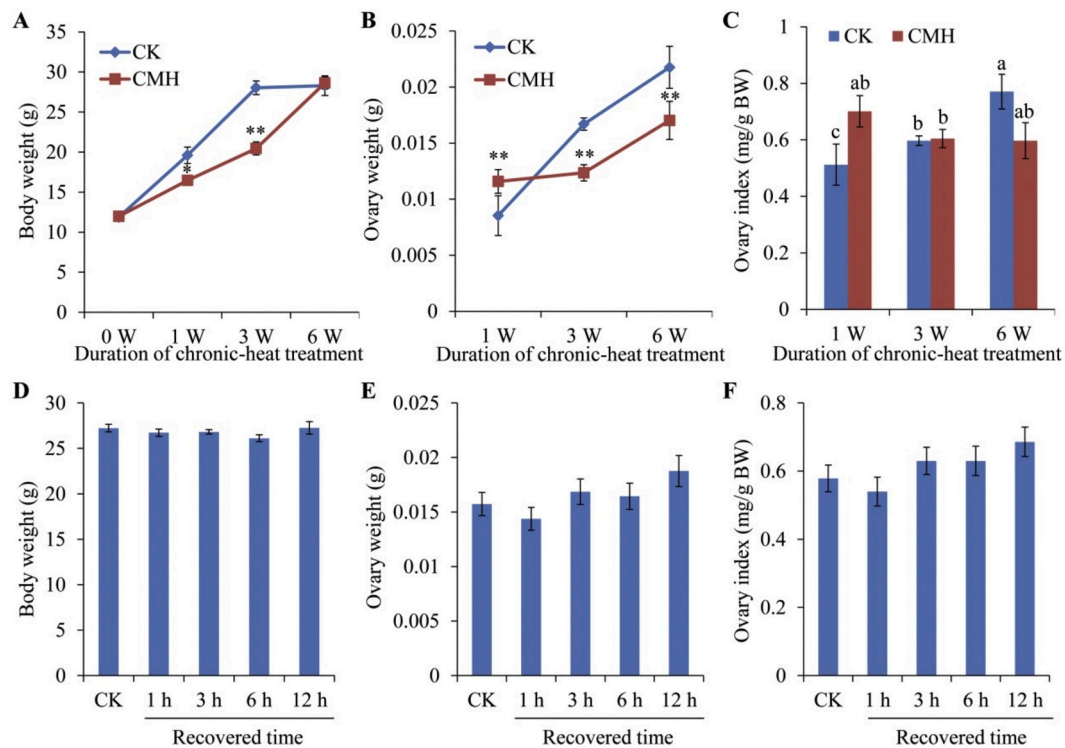 A
CK
CMH
Body weight (g)
35
30
25
20
15
10
5
0
*
**
0 W 1 W 3 W 6 W
Duration of chronic-heat treatment
B
CK
CMH
Ovary weight (g)
0.025
0.02
0.015
0.01
0.005
0
**
**
**
1 W 3 W 6 W
Duration of chronic-heat treatment
C
CK CMH
Ovary index (mg/g BW)
1
0.8
0.6
0.4
0.2
0
c ab b b a ab
1 W 3 W 6 W
Duration of chronic-heat treatment
D
Body weight (g)
30
25
30
15
10
5
0
CK 1 h 3 h 6 h 12 h
Recovered time
E
Ovary weight (g)
0.025
0.02
0.015
0.01
0.005
0
CK 1 h 3 h 6 h 12 h
Recovered time
F
Ovary index (mg/g BW)
0.8
0.6
0.4
0.2
0
CK 1 h 3 h 6 h 12 h
Recovered time